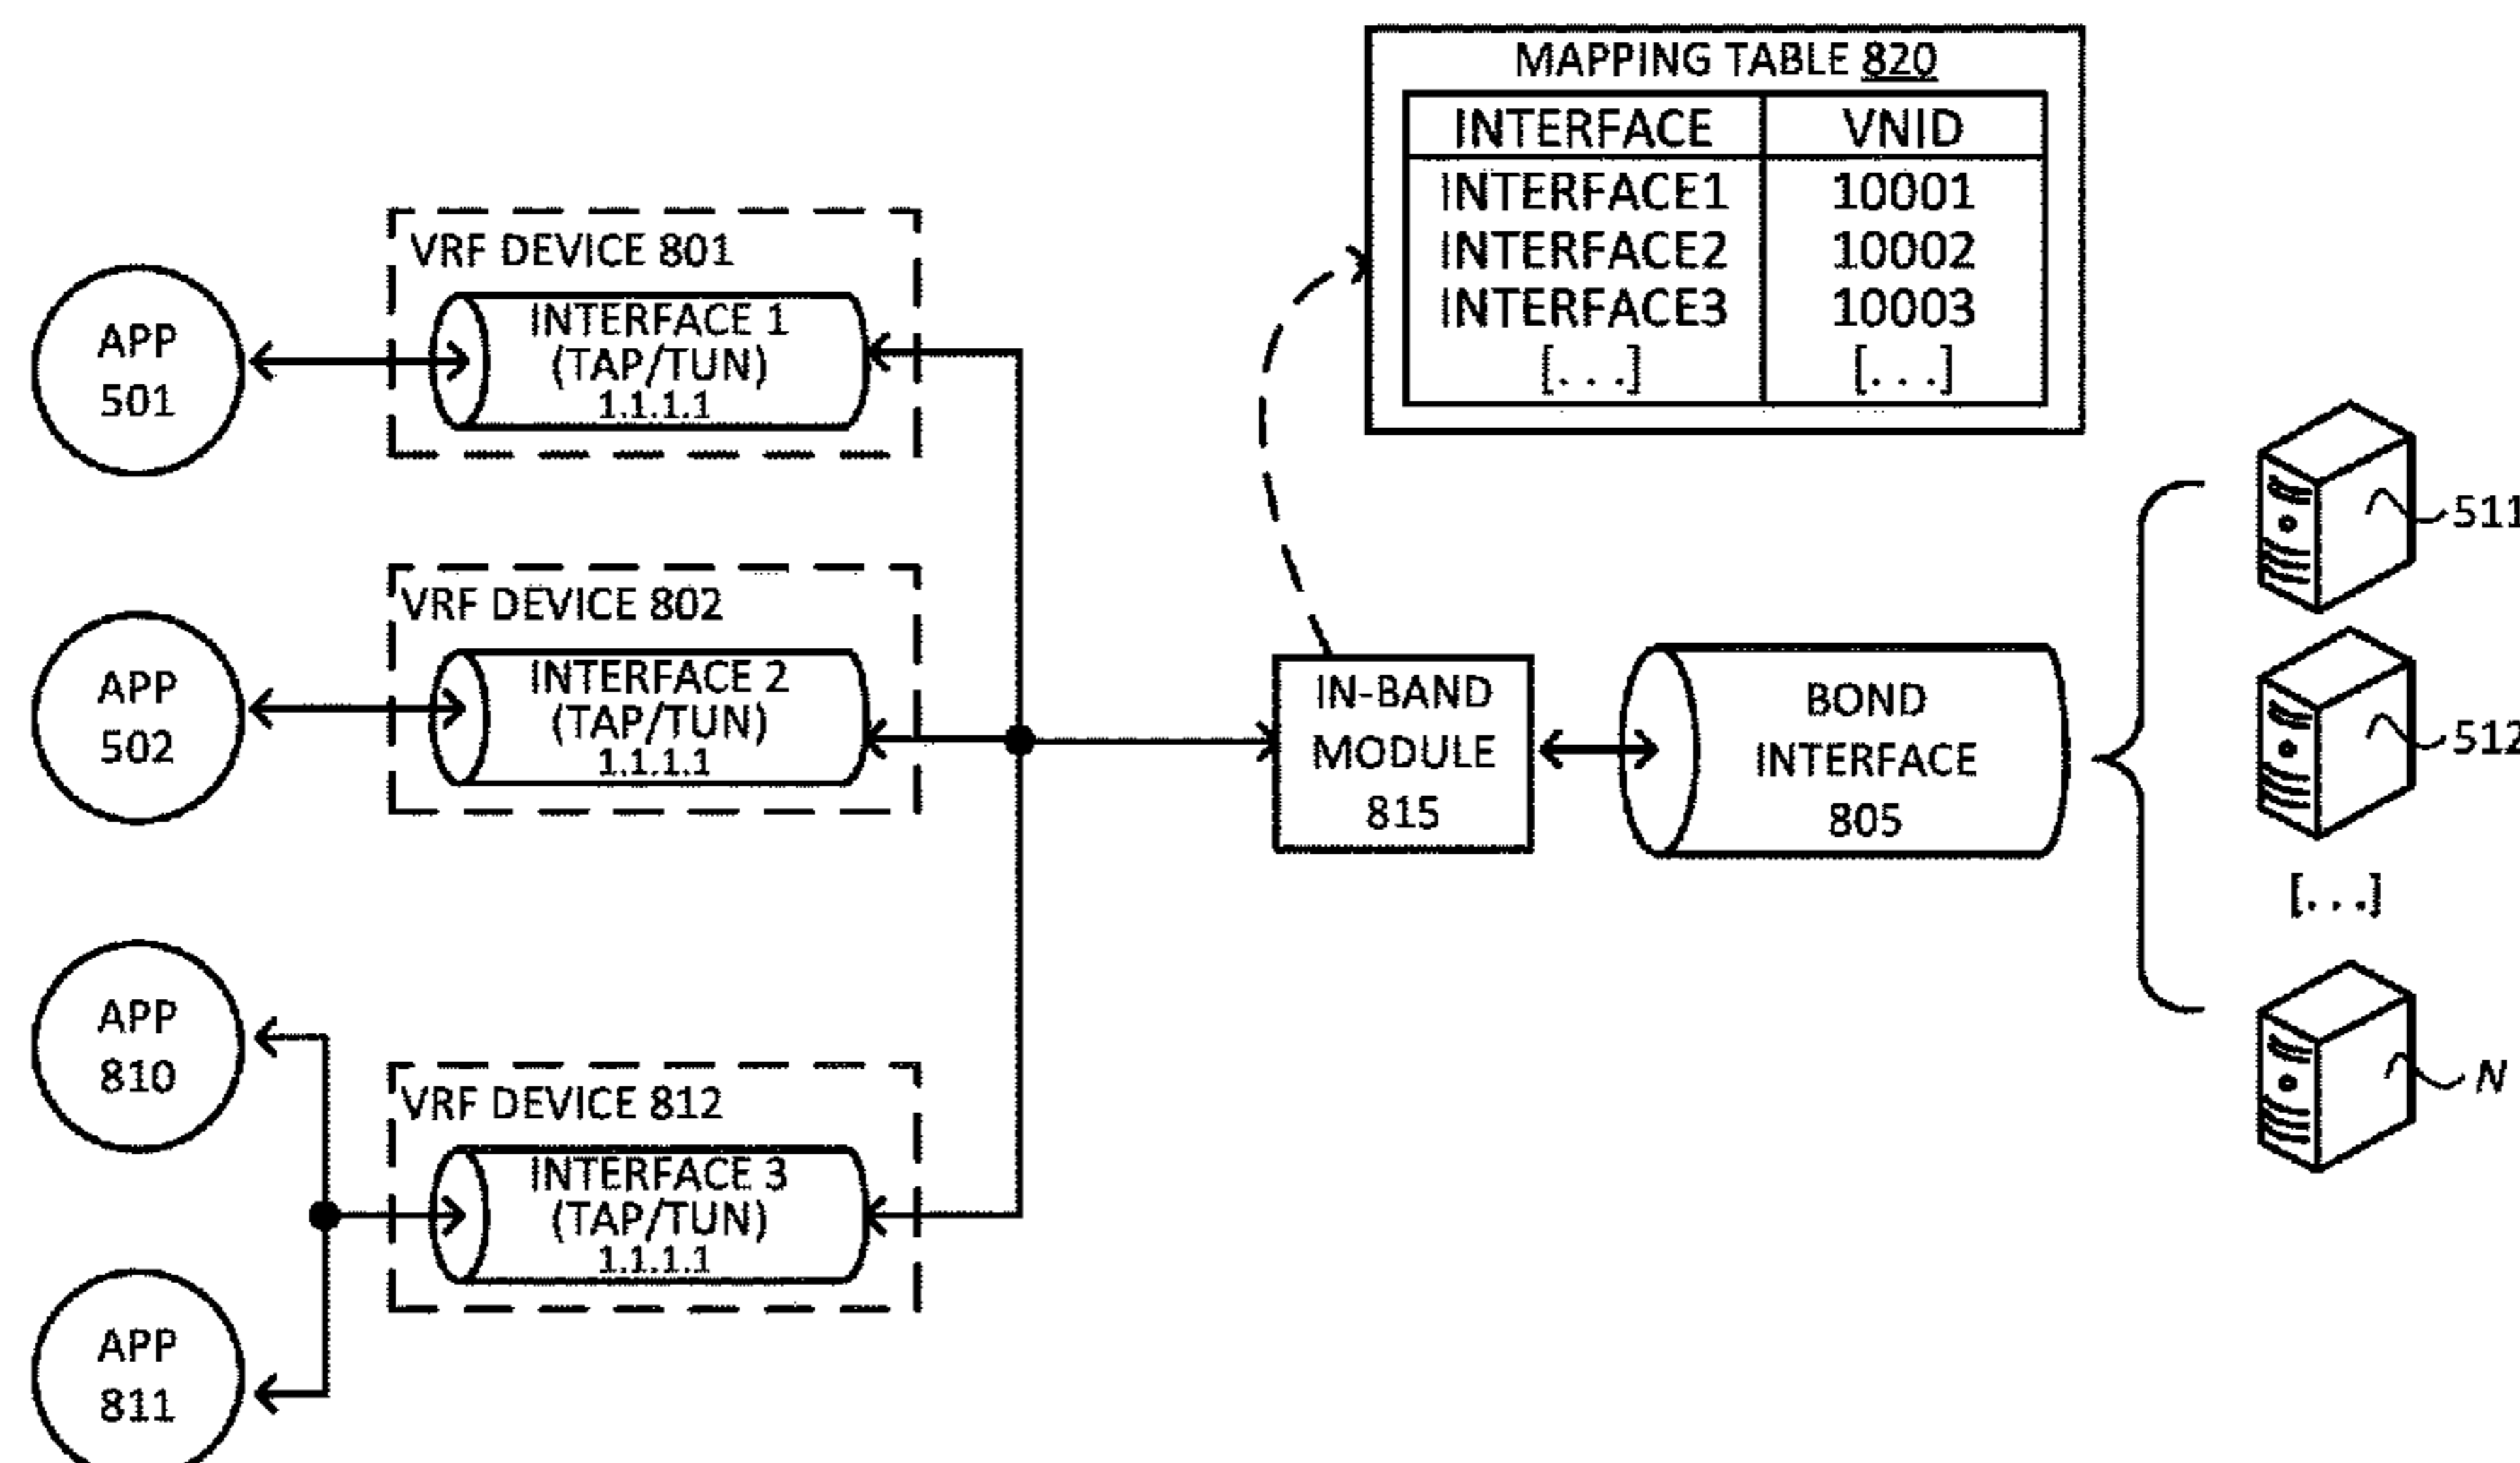 MAPPING TABLE 820
INTERFACE VNID
INTERFACE1 10001
INTERFACE2 10002
INTERFACE3 10003
[...] [...]
VRF DEVICE 801
INTERFACE 1
(TAP/TUN)
1.1.1.1
APP
501
VRF DEVICE 802
INTERFACE 2
(TAP/TUN)
1.1.1.1
APP
502
IN-BAND
MODULE
815
BOND
INTERFACE
805
511
512
[...]
N
APP
810
VRF DEVICE 812
INTERFACE 3
(TAP/TUN)
1.1.1.1
APP
811